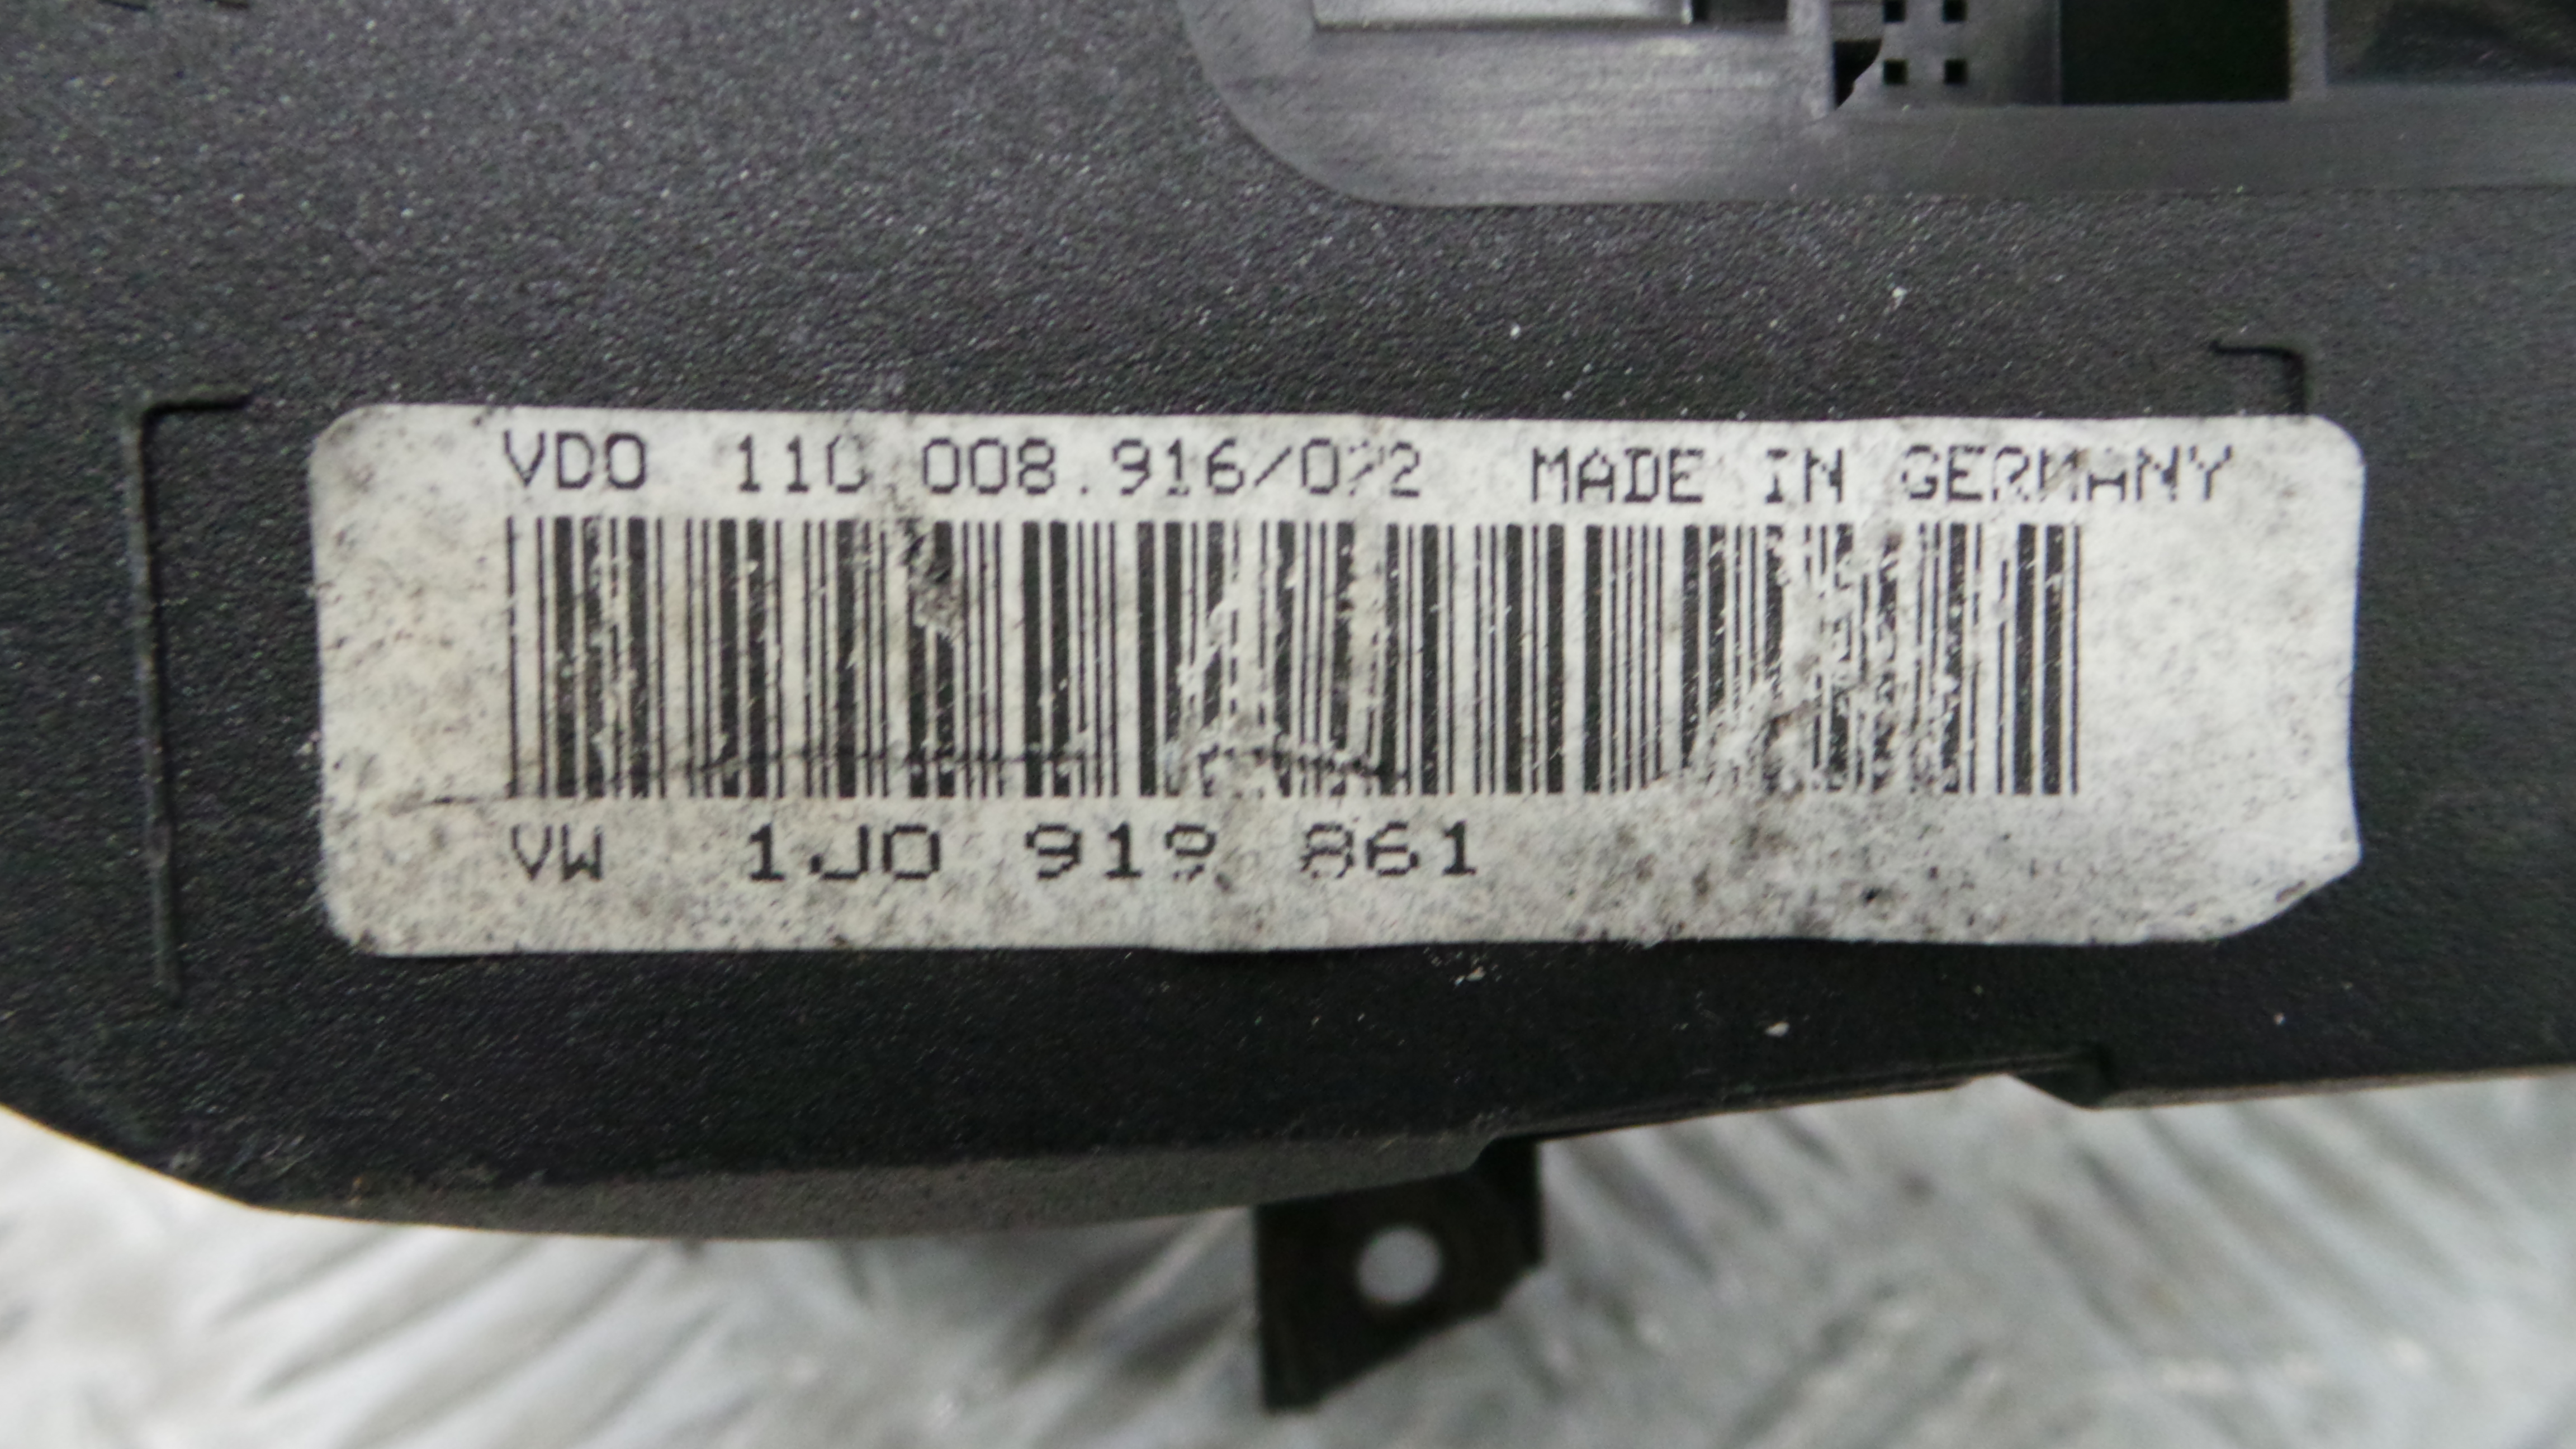 VDO 110.008.916/072 MADE IN GERMANY
VW 1J0 919 861